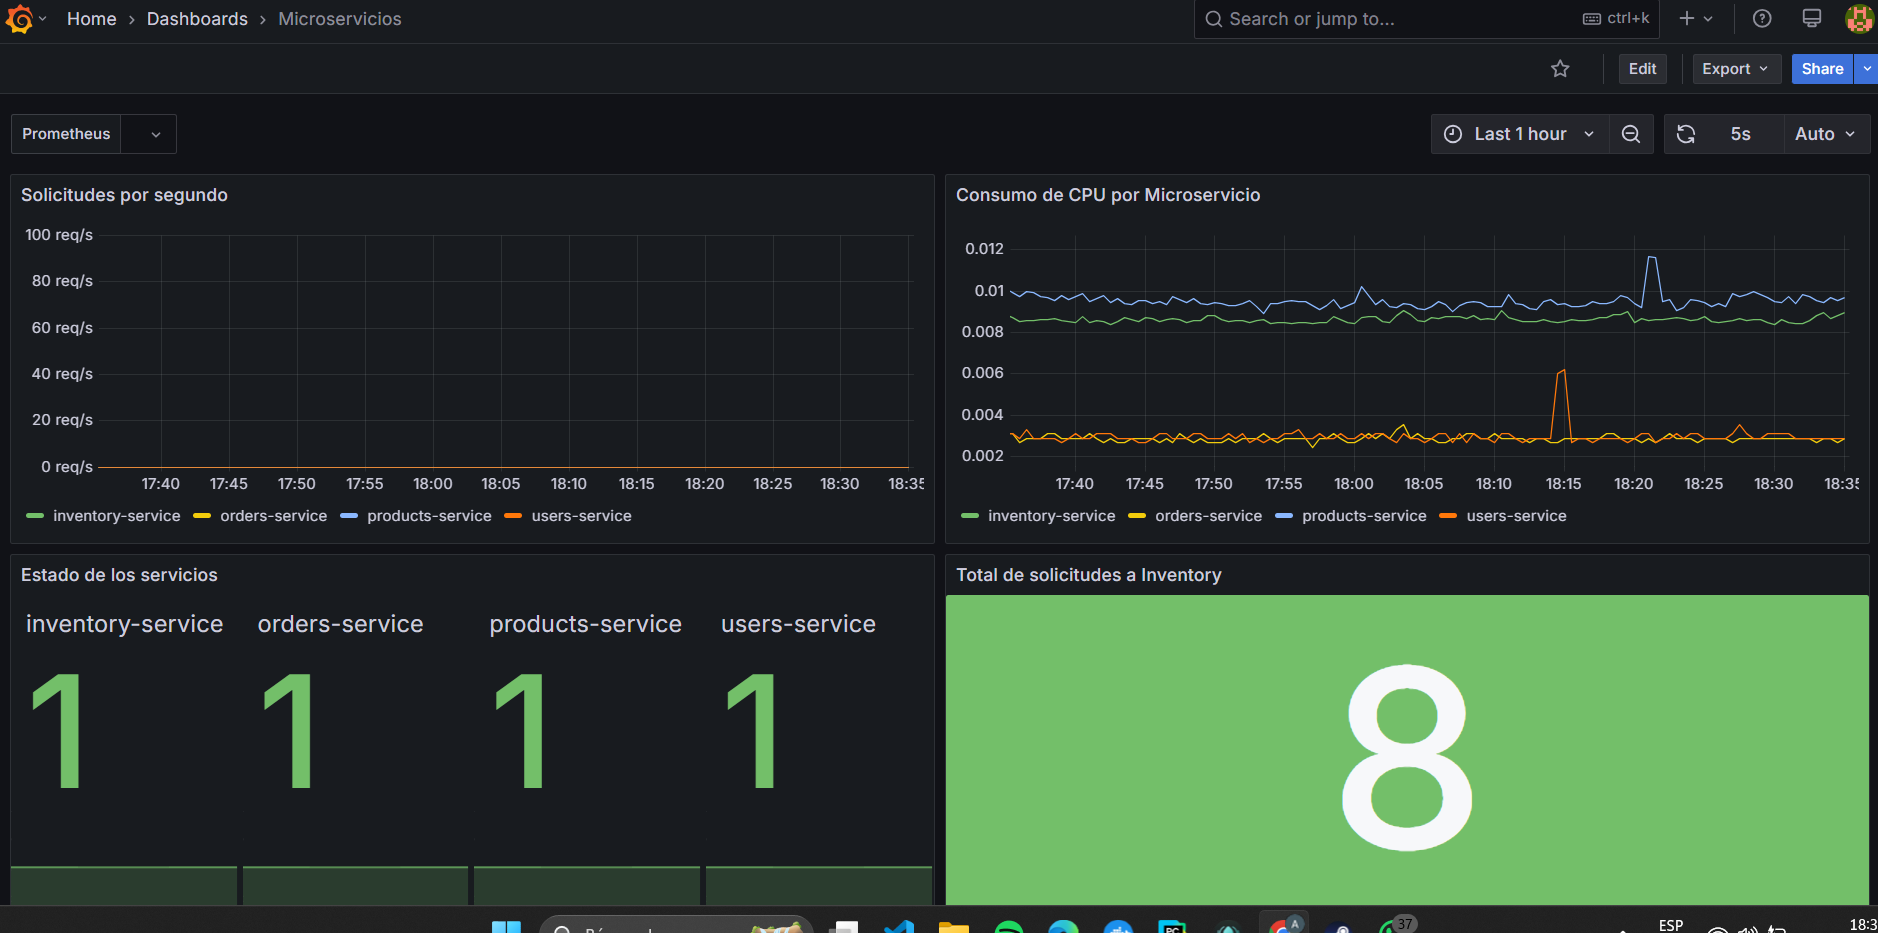 Home › Dashboards › Microservicios
Search or jump to...
ctrl+k
Edit
Export
Share
Prometheus
Last 1 hour
5s
Auto
Solicitudes por segundo
100 req/s
80 req/s
60 req/s
40 req/s
20 req/s
0 req/s
17:40 17:45 17:50 17:55 18:00 18:05 18:10 18:15 18:20 18:25 18:30 18:35
inventory-service orders-service products-service users-service
Consumo de CPU por Microservicio
0.012
0.01
0.008
0.006
0.004
0.002
17:40 17:45 17:50 17:55 18:00 18:05 18:10 18:15 18:20 18:25 18:30 18:35
inventory-service orders-service products-service users-service
Estado de los servicios
inventory-service orders-service products-service users-service
1 1 1 1
Total de solicitudes a Inventory
8
PC
A
37
ESP
18:3